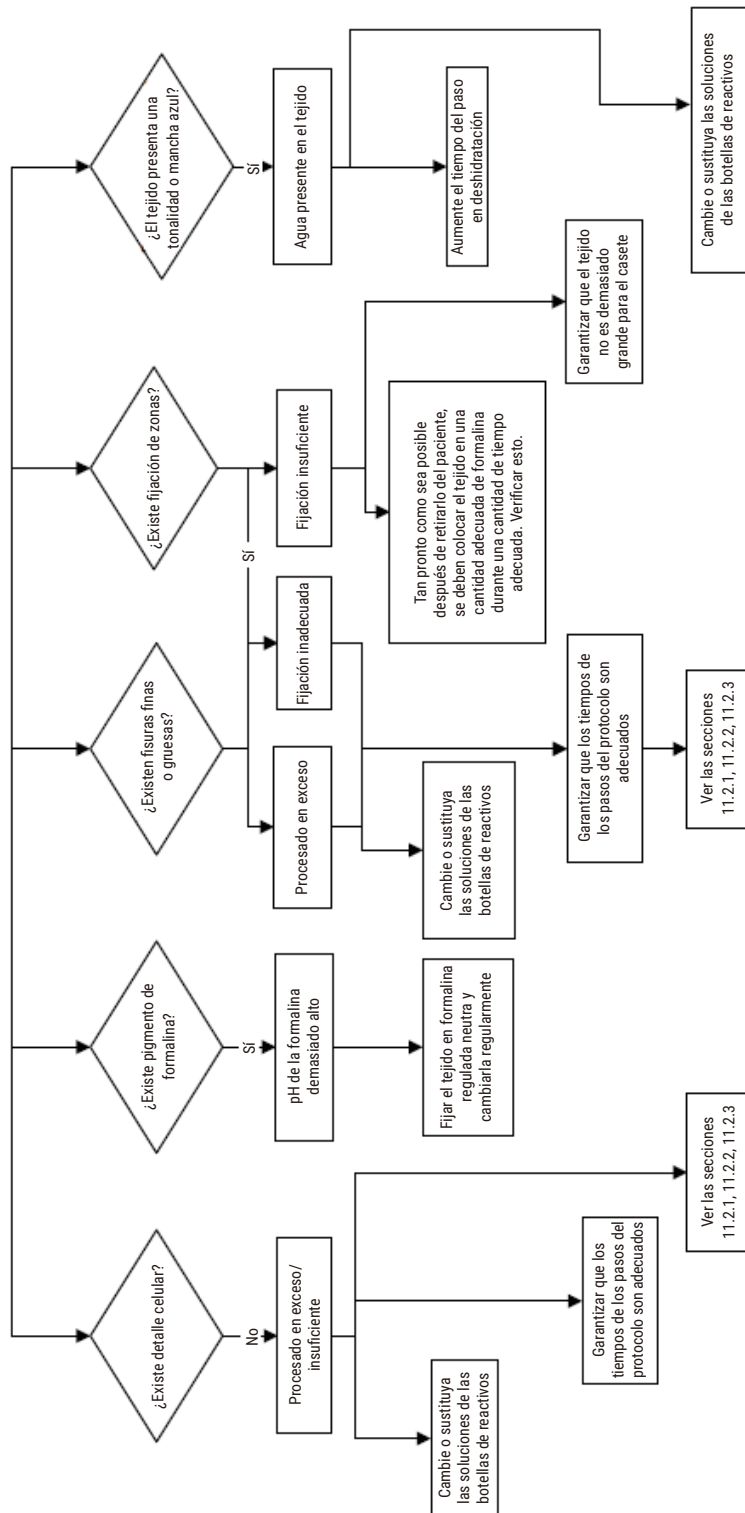 ¿Existe detalle celular?
No
Procesado en exceso/
insuficiente
Cambie o sustituya
las soluciones de las
botellas de reactivos
Garantizar que los
tiempos de los pasos del
protocolo son adecuados
Ver las secciones
11.2.1, 11.2.2, 11.2.3
¿Existe pigmento de
formalina?
Sí
pH de la formalina
demasiado alto
Fijar el tejido en formalina
regulada neutra y
cambiarla regularmente
¿Existen fisuras finas
o gruesas?
Procesado en exceso
Fijación inadecuada
Cambie o sustituya
las soluciones de las
botellas de reactivos
Garantizar que los tiempos de
los pasos del protocolo son
adecuados
Ver las secciones
11.2.1, 11.2.2, 11.2.3
¿Existe fijación de zonas?
Sí
Fijación insuficiente
Tan pronto como sea posible
después de retirarlo del paciente,
se deben colocar el tejido en una
cantidad adecuada de formalina
durante una cantidad de tiempo
adecuada. Verificar esto.
Garantizar que el tejido
no es demasiado
grande para el casete
¿El tejido presenta una
tonalidad o mancha azul?
Sí
Agua presente en el tejido
Aumente el tiempo del paso
en deshidratación
Cambie o sustituya las soluciones
de las botellas de reactivos